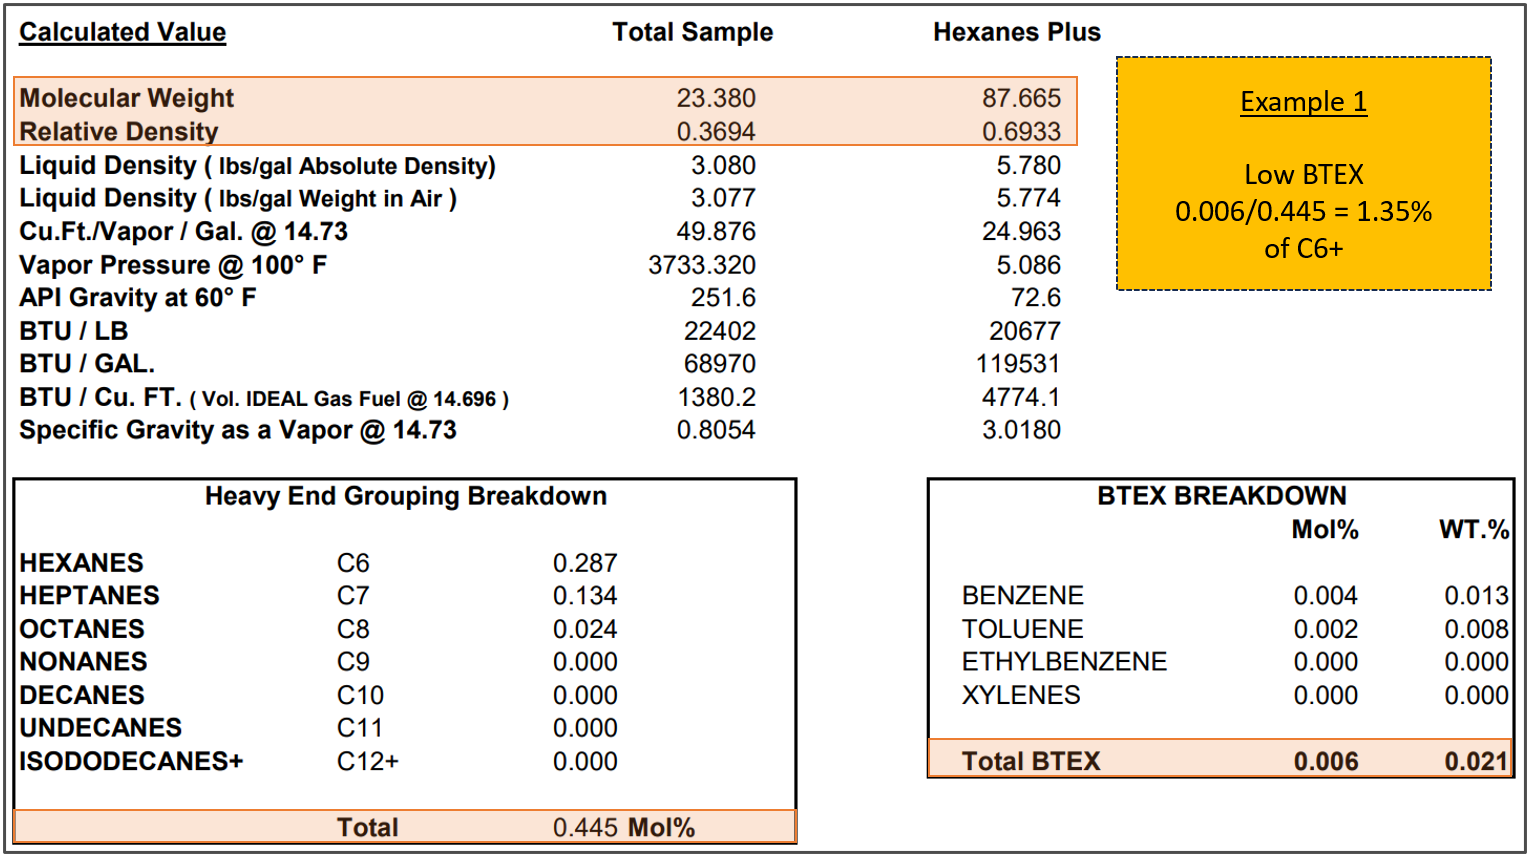 Calculated Value Total Sample Hexanes Plus
Molecular Weight 23.380 87.665
Relative Density 0.3694 0.6933
Liquid Density ( lbs/gal Absolute Density) 3.080 5.780
Liquid Density ( lbs/gal Weight in Air ) 3.077 5.774
Cu.Ft./Vapor / Gal. @ 14.73 49.876 24.963
Vapor Pressure @ 100° F 3733.320 5.086
API Gravity at 60° F 251.6 72.6
BTU / LB 22402 20677
BTU / GAL. 68970 119531
BTU / Cu. FT. ( Vol. IDEAL Gas Fuel @ 14.696 ) 1380.2 4774.1
Specific Gravity as a Vapor @ 14.73 0.8054 3.0180
Example 1
Low BTEX
0.006/0.445 = 1.35%
of C6+
Heavy End Grouping Breakdown
HEXANES C6 0.287
HEPTANES C7 0.134
OCTANES C8 0.024
NONANES C9 0.000
DECANES C10 0.000
UNDECANES C11 0.000
ISODODECANES+ C12+ 0.000
Total 0.445 Mol%
BTEX BREAKDOWN
Mol% WT.%
BENZENE 0.004 0.013
TOLUENE 0.002 0.008
ETHYLBENZENE 0.000 0.000
XYLENES 0.000 0.000
Total BTEX 0.006 0.021